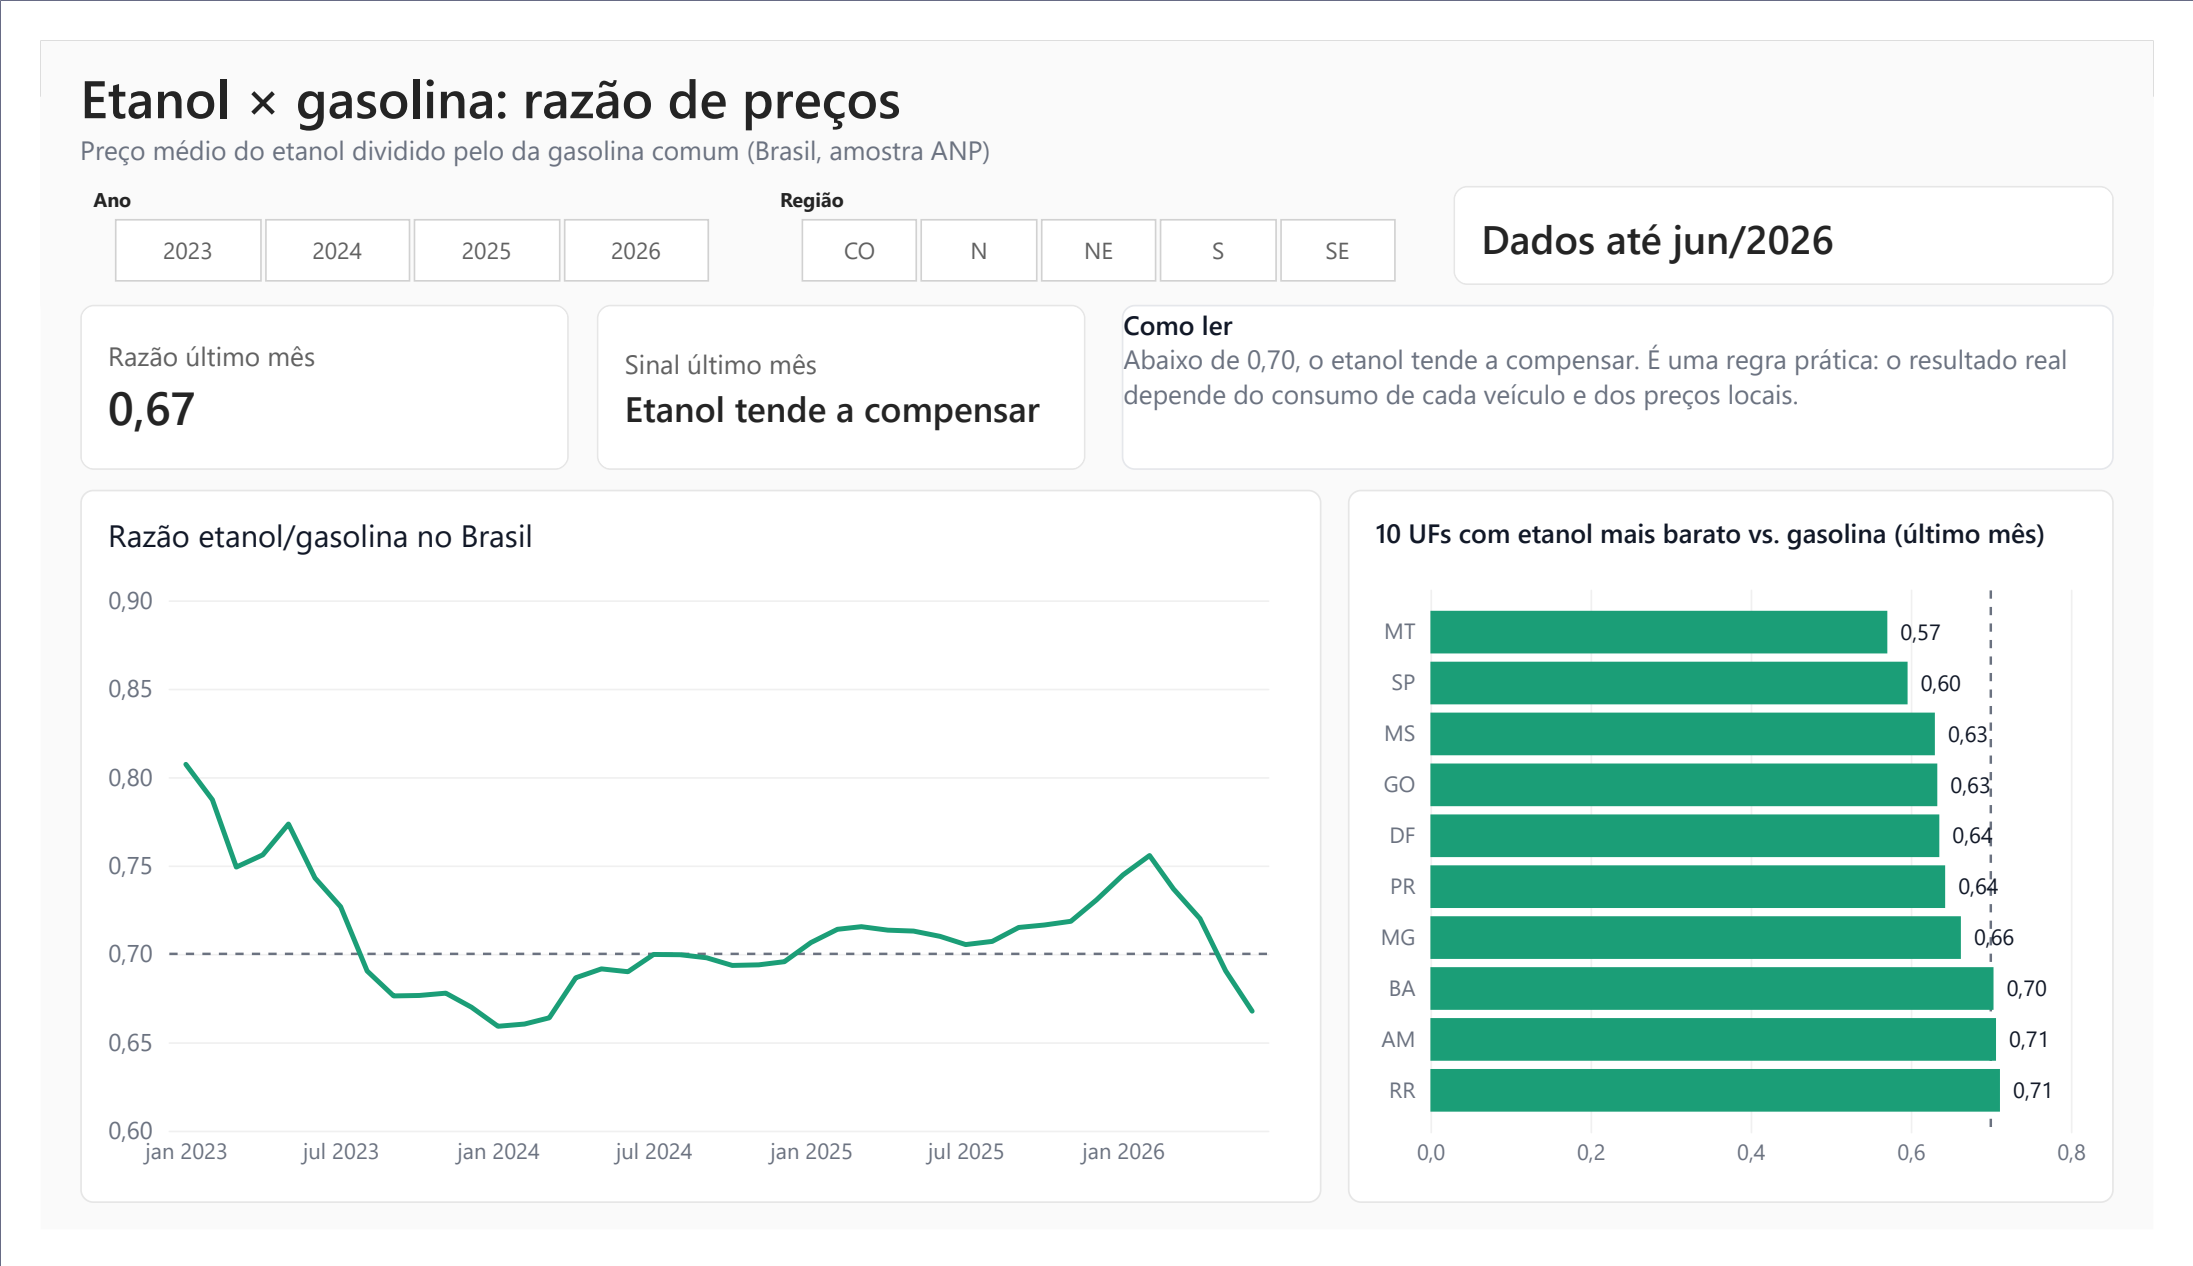 Etanol × gasolina: razão de preços
Preço médio do etanol dividido pelo da gasolina comum (Brasil, amostra ANP)
Ano
2023
2024
2025
2026
Região
CO
N
NE
S
SE
Dados até jun/2026
Razão último mês
0,67
Sinal último mês
Etanol tende a compensar
Como ler
Abaixo de 0,70, o etanol tende a compensar. É uma regra prática: o resultado real
depende do consumo de cada veículo e dos preços locais.
Razão etanol/gasolina no Brasil
0,90
0,85
0,80
0,75
0,70
0,65
0,60
jan 2023
jul 2023
jan 2024
jul 2024
jan 2025
jul 2025
jan 2026
10 UFs com etanol mais barato vs. gasolina (último mês)
MT 0,57
SP 0,60
MS 0,63
GO 0,63
DF 0,64
PR 0,64
MG 0,66
BA 0,70
AM 0,71
RR 0,71
0,0
0,2
0,4
0,6
0,8